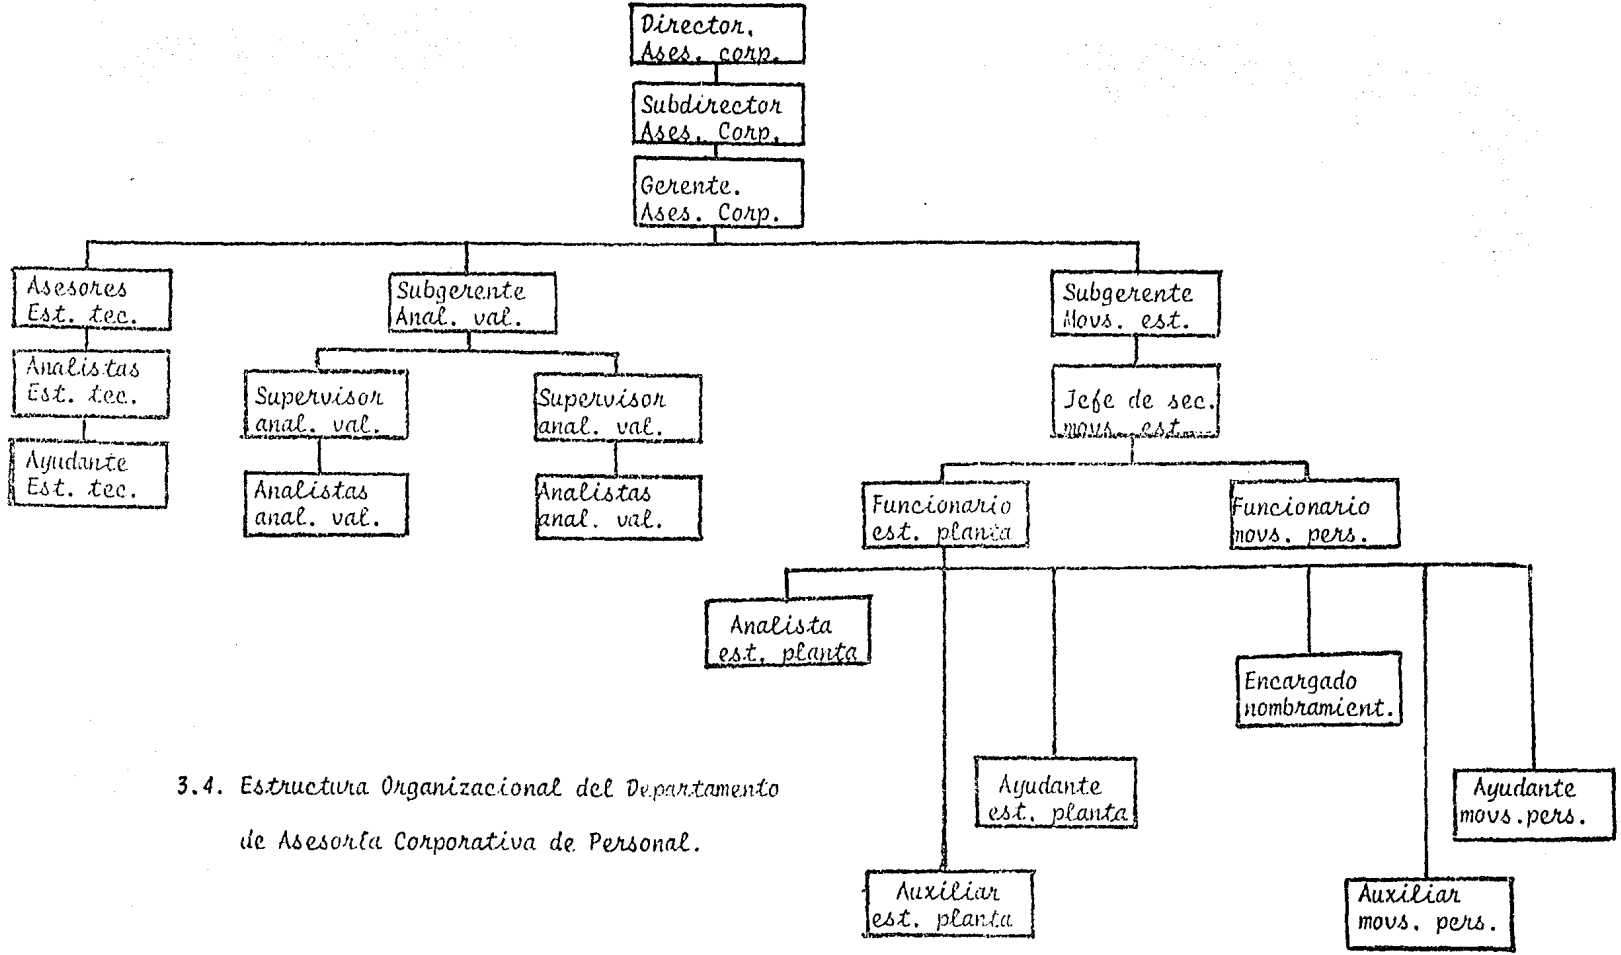 Director.
Ases. corp.
Subdirector
Ases. Corp.
Gerente.
Ases. Corp.
Asesores
Est. tec.
Subgerente
Anal. val.
Subgerente
Movs. est.
Analistas
Est. tec.
Supervisor
anal. val.
Supervisor
anal. val.
Jefe de sec.
movs. est.
Ayudante
Est. tec.
Analistas
anal. val.
Analistas
anal. val.
Funcionario
est. planta
Funcionario
movs. pers.
Analista
est. planta
Encargado
nombramient.
Ayudante
est. planta
Ayudante
movs.pers.
3.4. Estructura Organizacional del Departamento
de Asesoría Corporativa de Personal.
Auxiliar
est. planta
Auxiliar
movs. pers.